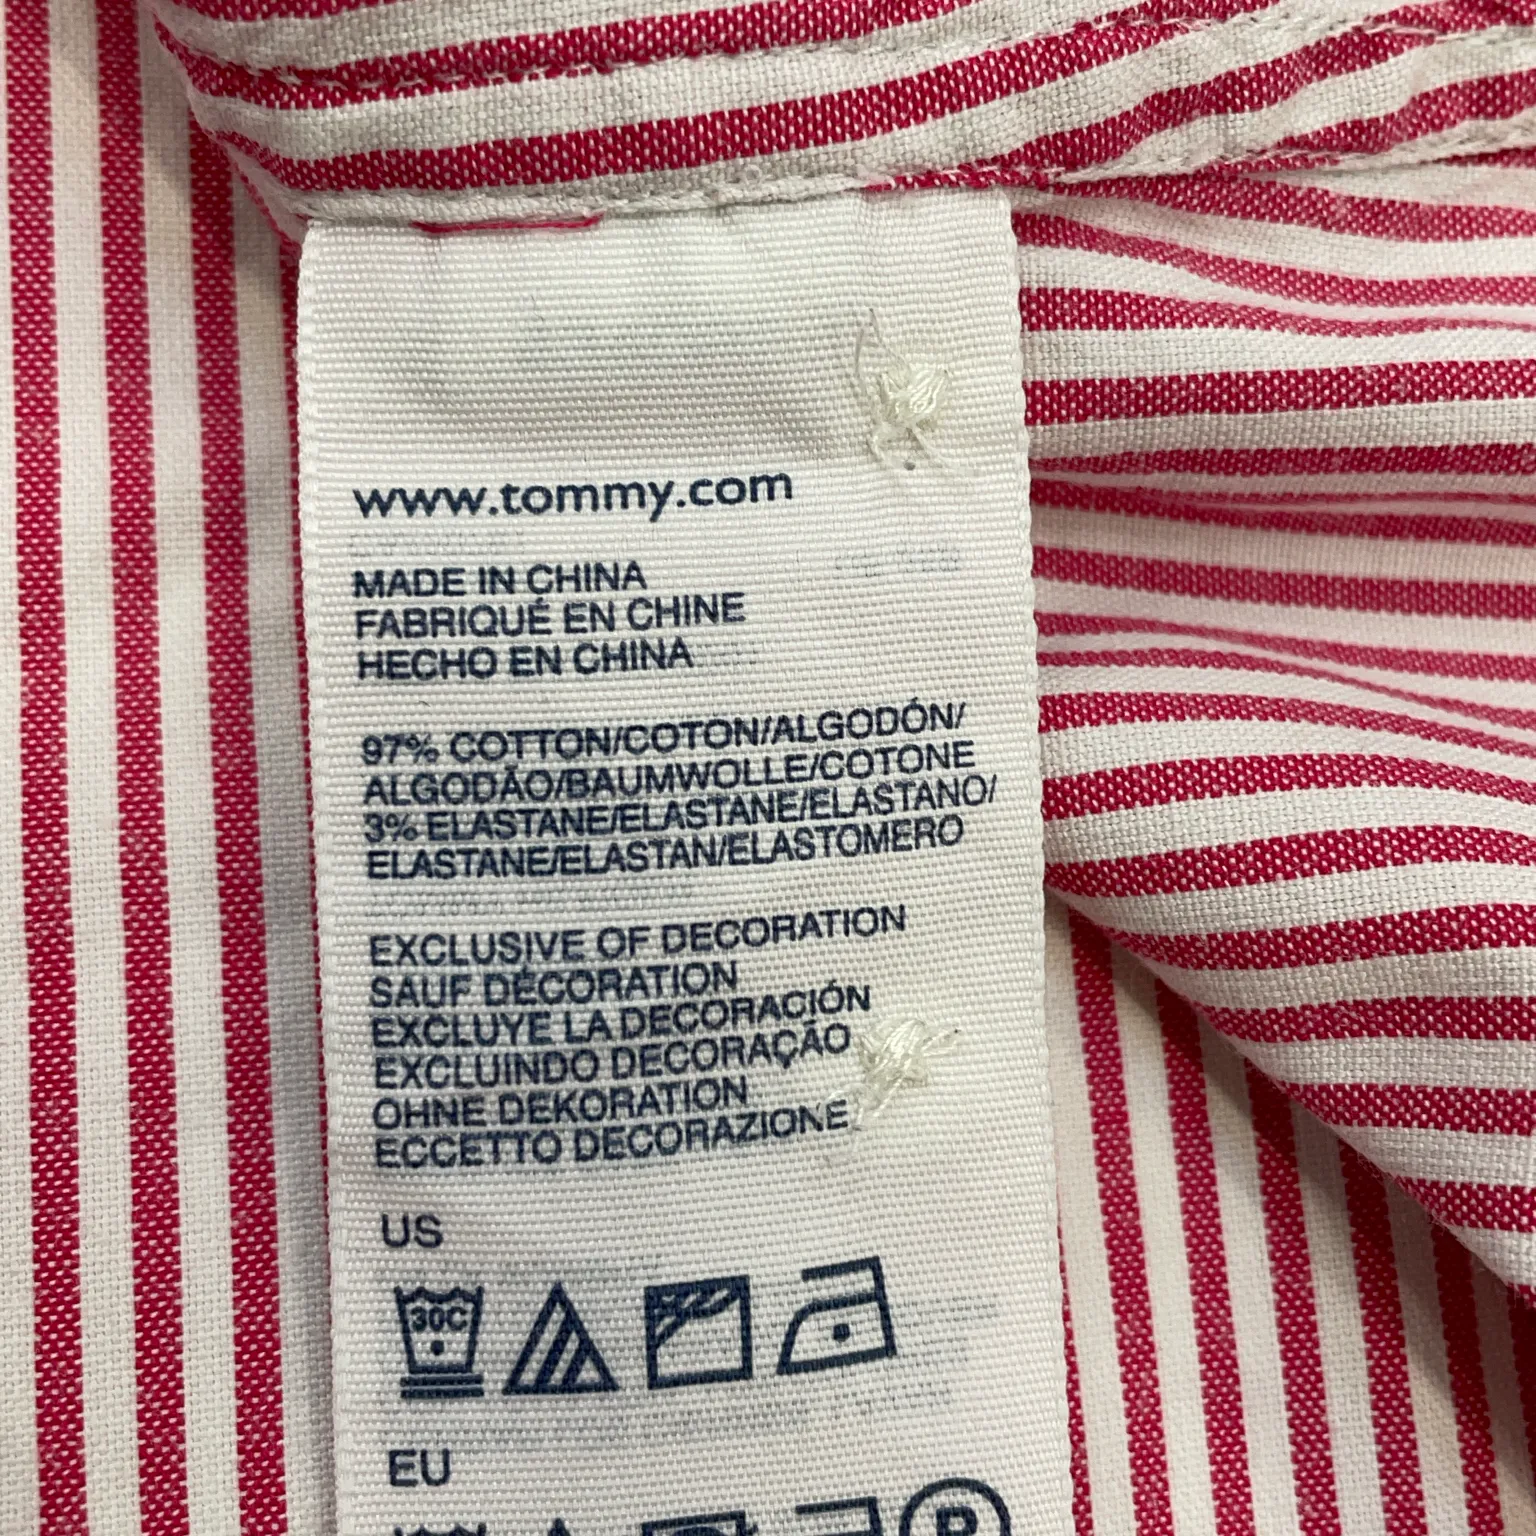 www.tommy.com
MADE IN CHINA
FABRIQUÉ EN CHINE
HECHO EN CHINA
97% COTTON/COTON/ALGODÓN/
ALGODÃO/BAUMWOLLE/COTONE
3% ELASTANE/ELASTANE/ELASTANO/
ELASTANE/ELASTAN/ELASTOMERO
EXCLUSIVE OF DECORATION
SAUF DÉCORATION
EXCLUYE LA DECORACIÓN
EXCLUINDO DECORAÇÃO
OHNE DEKORATION
ECCETTO DECORAZIONE
US
30C
EU
P